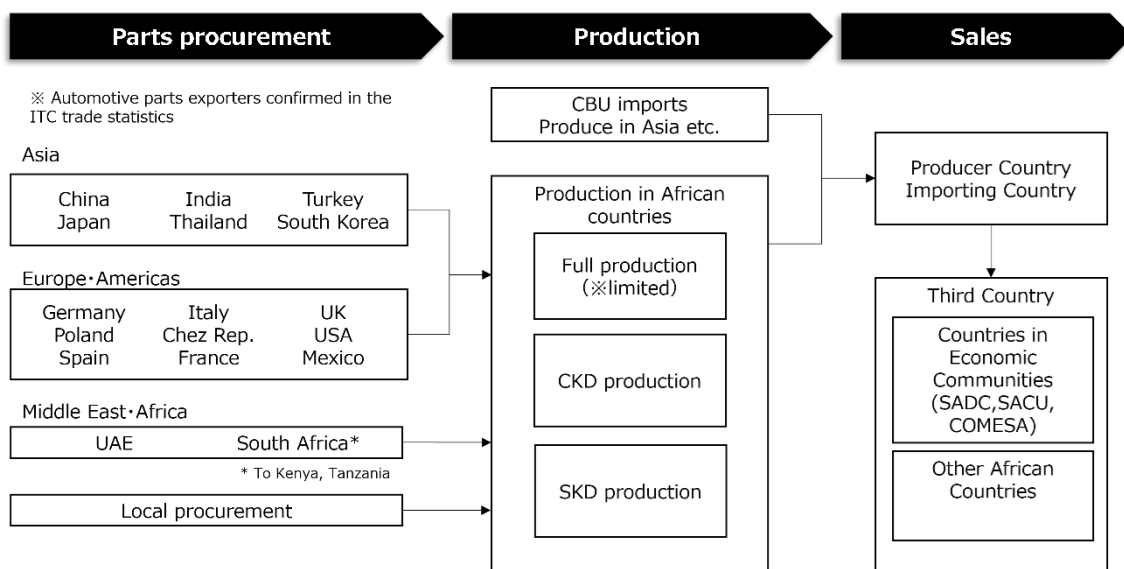 Parts procurement
Production
Sales
※ Automotive parts exporters confirmed in the
ITC trade statistics
Asia
China India Turkey
Japan Thailand South Korea
Europe・Americas
Germany Italy UK
Poland Chez Rep. USA
Spain France Mexico
Middle East・Africa
UAE South Africa*
* To Kenya, Tanzania
Local procurement
CBU imports
Produce in Asia etc.
Production in African
countries
Full production
(※limited)
CKD production
SKD production
Producer Country
Importing Country
Third Country
Countries in
Economic
Communities
(SADC,SACU,
COMESA)
Other African
Countries